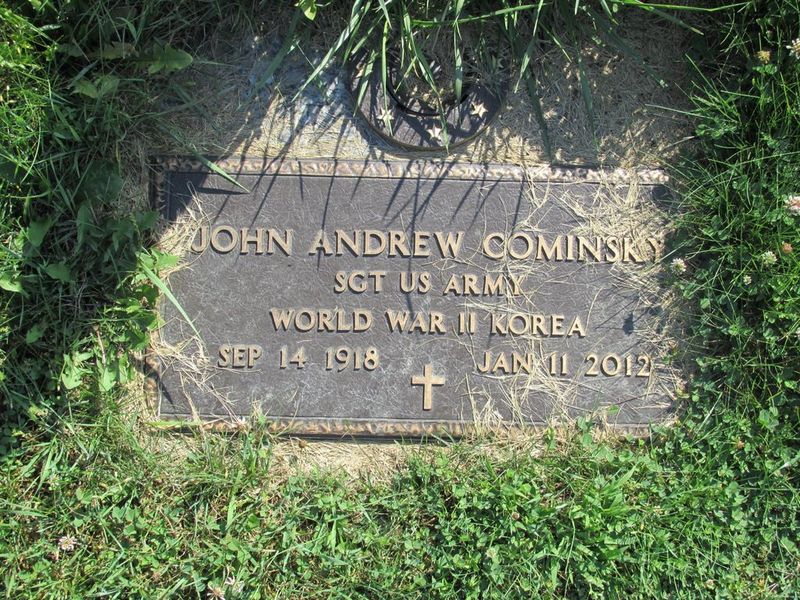 JOHN ANDREW COMINSKY
SGT US ARMY
WORLD WAR II KOREA
SEP 14 1918 JAN 11 2012